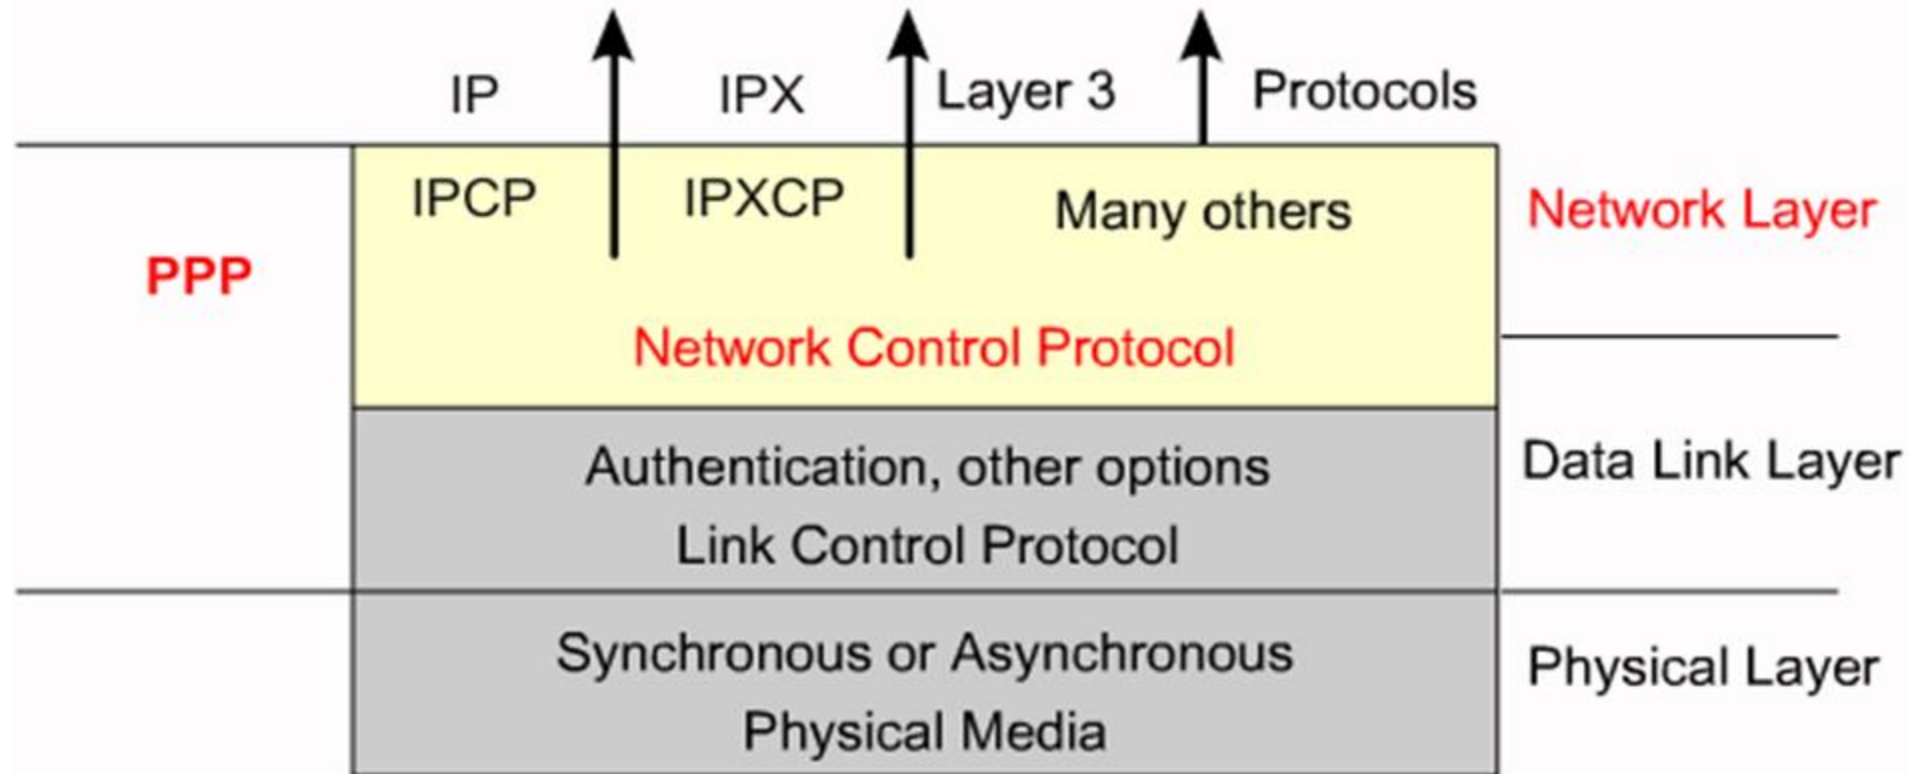 IP
IPX
Layer 3
Protocols
IPCP
IPXCP
Many others
Network Layer
PPP
Network Control Protocol
Authentication, other options
Data Link Layer
Link Control Protocol
Synchronous or Asynchronous
Physical Layer
Physical Media